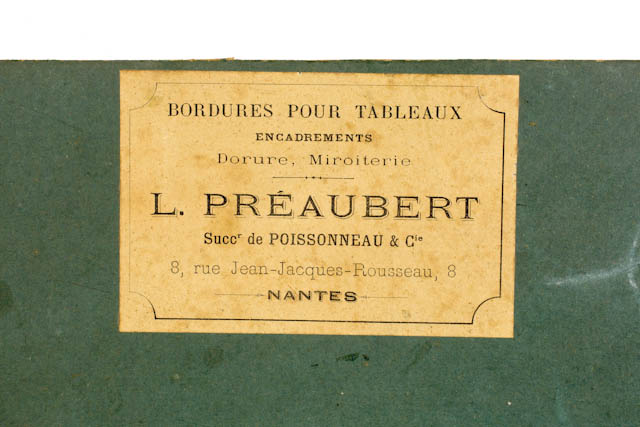 BORDURES POUR TABLEAUX
ENCADREMENTS
Dorure, Miroiterie
L. PRÉAUBERT
Succr de POISSONNEAU & Cie
8, rue Jean-Jacques-Rousseau, 8
NANTES